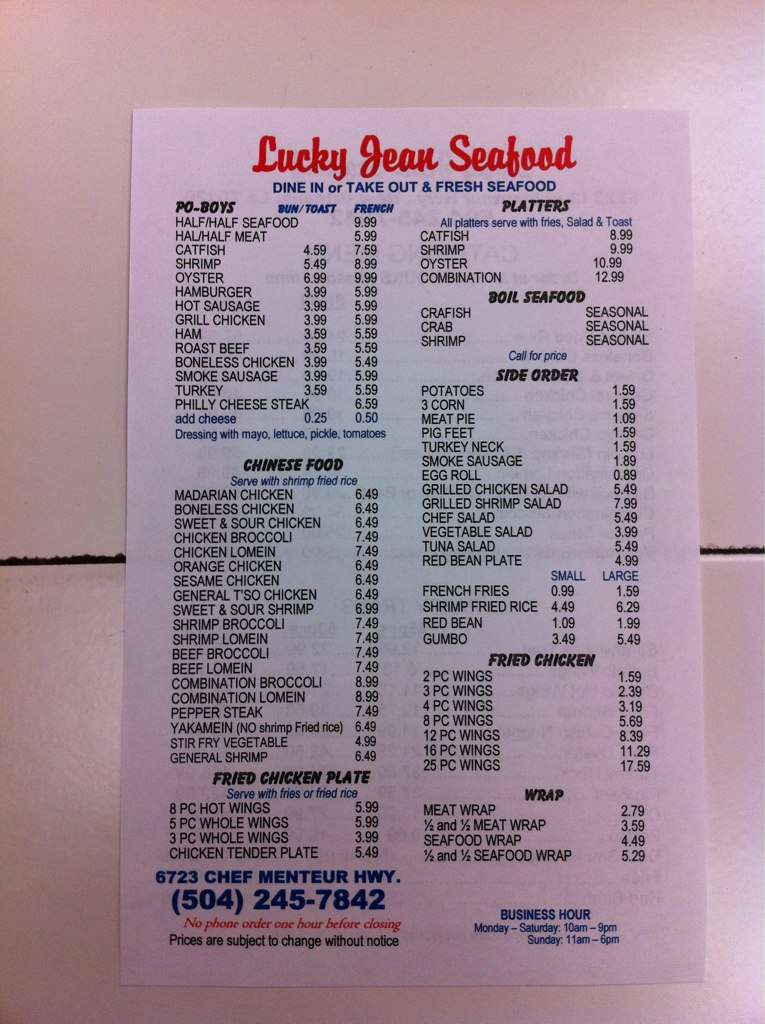 Lucky Jean Seafood
DINE IN or TAKE OUT & FRESH SEAFOOD
PO-BOYS BUN/TOAST FRENCH
HALF/HALF SEAFOOD 9.99
HAL/HALF MEAT 5.99
CATFISH 4.59 7.59
SHRIMP 5.49 8.99
OYSTER 6.99 9.99
HAMBURGER 3.99 5.99
HOT SAUSAGE 3.99 5.99
GRILL CHICKEN 3.99 5.99
HAM 3.59 5.59
ROAST BEEF 3.59 5.59
BONELESS CHICKEN 3.99 5.49
SMOKE SAUSAGE 3.99 5.99
TURKEY 3.59 5.59
PHILLY CHEESE STEAK 6.59
add cheese 0.25 0.50
Dressing with mayo, lettuce, pickle, tomatoes
CHINESE FOOD
Serve with shrimp fried rice
MADARIAN CHICKEN 6.49
BONELESS CHICKEN 6.49
SWEET & SOUR CHICKEN 6.49
CHICKEN BROCCOLI 7.49
CHICKEN LOMEIN 7.49
ORANGE CHICKEN 6.49
SESAME CHICKEN 6.49
GENERAL T'SO CHICKEN 6.49
SWEET & SOUR SHRIMP 6.99
SHRIMP BROCCOLI 7.49
SHRIMP LOMEIN 7.49
BEEF BROCCOLI 7.49
BEEF LOMEIN 7.49
COMBINATION BROCCOLI 8.99
COMBINATION LOMEIN 8.99
PEPPER STEAK 7.49
YAKAMEIN (NO shrimp Fried rice) 6.49
STIR FRY VEGETABLE 4.99
GENERAL SHRIMP 6.49
FRIED CHICKEN PLATE
Serve with fries or fried rice
8 PC HOT WINGS 5.99
5 PC WHOLE WINGS 5.99
3 PC WHOLE WINGS 3.99
CHICKEN TENDER PLATE 5.49
6723 CHEF MENTEUR HWY.
(504) 245-7842
No phone order one hour before closing
Prices are subject to change without notice
PLATTERS
All platters serve with fries, Salad & Toast
CATFISH 8.99
SHRIMP 9.99
OYSTER 10.99
COMBINATION 12.99
BOIL SEAFOOD
CRAFISH SEASONAL
CRAB SEASONAL
SHRIMP SEASONAL
Call for price
SIDE ORDER
POTATOES 1.59
3 CORN 1.59
MEAT PIE 1.09
PIG FEET 1.59
TURKEY NECK 1.59
SMOKE SAUSAGE 1.89
EGG ROLL 0.89
GRILLED CHICKEN SALAD 5.49
GRILLED SHRIMP SALAD 7.99
CHEF SALAD 5.49
VEGETABLE SALAD 3.99
TUNA SALAD 5.49
RED BEAN PLATE 4.99
SMALL LARGE
FRENCH FRIES 0.99 1.59
SHRIMP FRIED RICE 4.49 6.29
RED BEAN 1.09 1.99
GUMBO 3.49 5.49
FRIED CHICKEN
2 PC WINGS 1.59
3 PC WINGS 2.39
4 PC WINGS 3.19
8 PC WINGS 5.69
12 PC WINGS 8.39
16 PC WINGS 11.29
25 PC WINGS 17.59
WRAP
MEAT WRAP 2.79
½ and ½ MEAT WRAP 3.59
SEAFOOD WRAP 4.49
½ and ½ SEAFOOD WRAP 5.29
BUSINESS HOUR
Monday – Saturday: 10am – 9pm
Sunday: 11am – 6pm